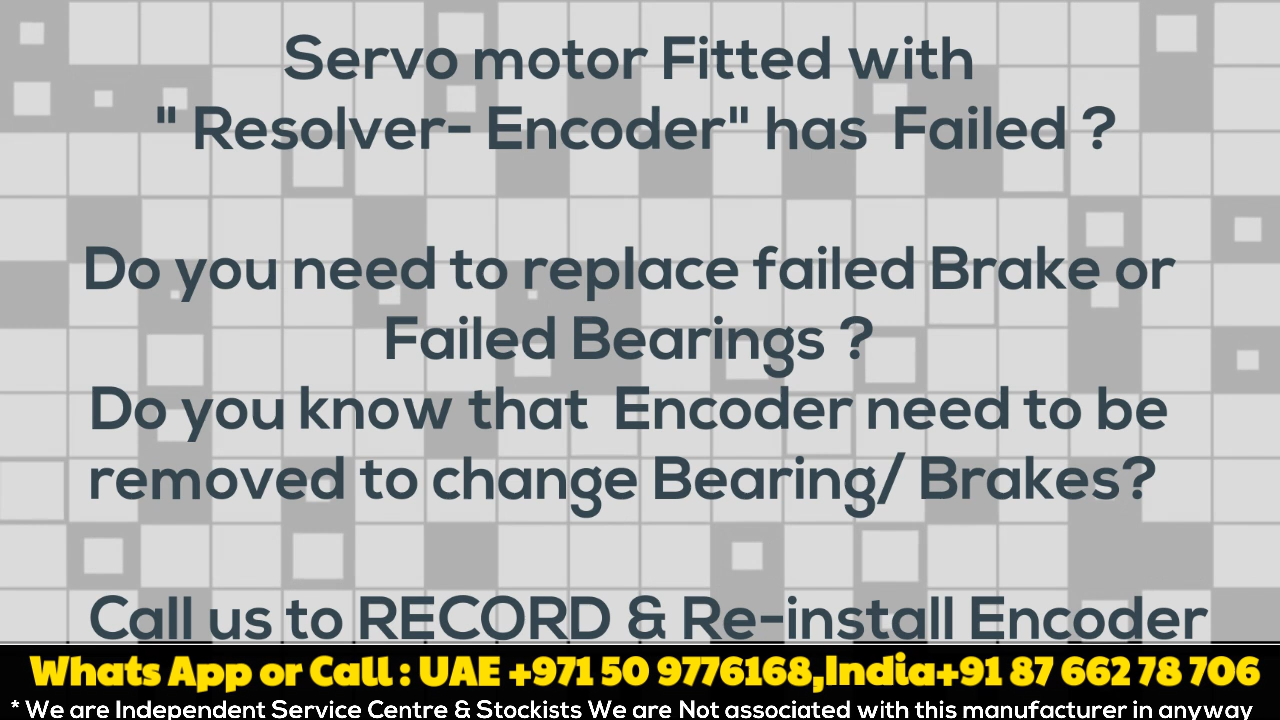 Servo motor Fitted with
" Resolver- Encoder" has Failed ?
Do you need to replace failed Brake or
Failed Bearings ?
Do you know that Encoder need to be
removed to change Bearing/ Brakes?
Call us to RECORD & Re-install Encoder
Whats App or Call : UAE +971 50 9776168,India+91 87 662 78 706
* We are Independent Service Centre & Stockists We are Not associated with this manufacturer in anyway